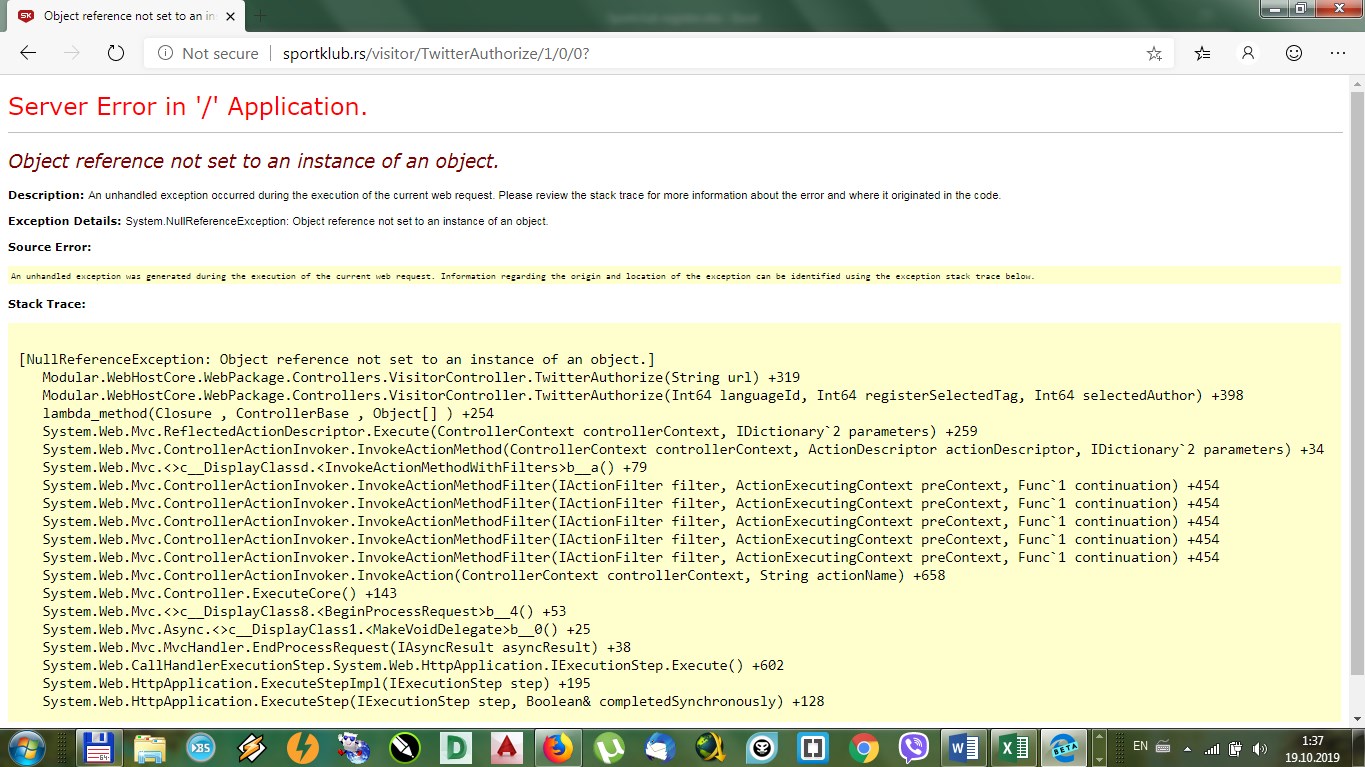 SK Object reference not set to an in
Not secure | sportklub.rs/visitor/TwitterAuthorize/1/0/0?
Server Error in '/' Application.
Object reference not set to an instance of an object.
Description: An unhandled exception occurred during the execution of the current web request. Please review the stack trace for more information about the error and where it originated in the code.
Exception Details: System.NullReferenceException: Object reference not set to an instance of an object.
Source Error:
An unhandled exception was generated during the execution of the current web request. Information regarding the origin and location of the exception can be identified using the exception stack trace below.
Stack Trace:
[NullReferenceException: Object reference not set to an instance of an object.]
Modular.WebHostCore.WebPackage.Controllers.VisitorController.TwitterAuthorize(String url) +319
Modular.WebHostCore.WebPackage.Controllers.VisitorController.TwitterAuthorize(Int64 languageId, Int64 registerSelectedTag, Int64 selectedAuthor) +398
lambda_method(Closure , ControllerBase , Object[] ) +254
System.Web.Mvc.ReflectedActionDescriptor.Execute(ControllerContext controllerContext, IDictionary`2 parameters) +259
System.Web.Mvc.ControllerActionInvoker.InvokeActionMethod(ControllerContext controllerContext, ActionDescriptor actionDescriptor, IDictionary`2 parameters) +34
System.Web.Mvc.<>c__DisplayClassd.<InvokeActionMethodWithFilters>b__a() +79
System.Web.Mvc.ControllerActionInvoker.InvokeActionMethodFilter(IActionFilter filter, ActionExecutingContext preContext, Func`1 continuation) +454
System.Web.Mvc.ControllerActionInvoker.InvokeActionMethodFilter(IActionFilter filter, ActionExecutingContext preContext, Func`1 continuation) +454
System.Web.Mvc.ControllerActionInvoker.InvokeActionMethodFilter(IActionFilter filter, ActionExecutingContext preContext, Func`1 continuation) +454
System.Web.Mvc.ControllerActionInvoker.InvokeActionMethodFilter(IActionFilter filter, ActionExecutingContext preContext, Func`1 continuation) +454
System.Web.Mvc.ControllerActionInvoker.InvokeActionMethodFilter(IActionFilter filter, ActionExecutingContext preContext, Func`1 continuation) +454
System.Web.Mvc.ControllerActionInvoker.InvokeAction(ControllerContext controllerContext, String actionName) +658
System.Web.Mvc.Controller.ExecuteCore() +143
System.Web.Mvc.<>c__DisplayClass8.<BeginProcessRequest>b__4() +53
System.Web.Mvc.Async.<>c__DisplayClass1.<MakeVoidDelegate>b__0() +25
System.Web.Mvc.MvcHandler.EndProcessRequest(IAsyncResult asyncResult) +38
System.Web.CallHandlerExecutionStep.System.Web.HttpApplication.IExecutionStep.Execute() +602
System.Web.HttpApplication.ExecuteStepImpl(IExecutionStep step) +195
System.Web.HttpApplication.ExecuteStep(IExecutionStep step, Boolean& completedSynchronously) +128
BETA
EN
1:37
19.10.2019